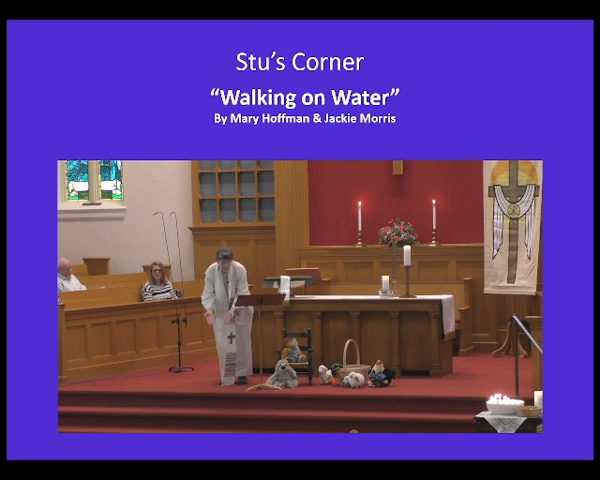 Stu’s Corner
“Walking on Water”
By Mary Hoffman & Jackie Morris